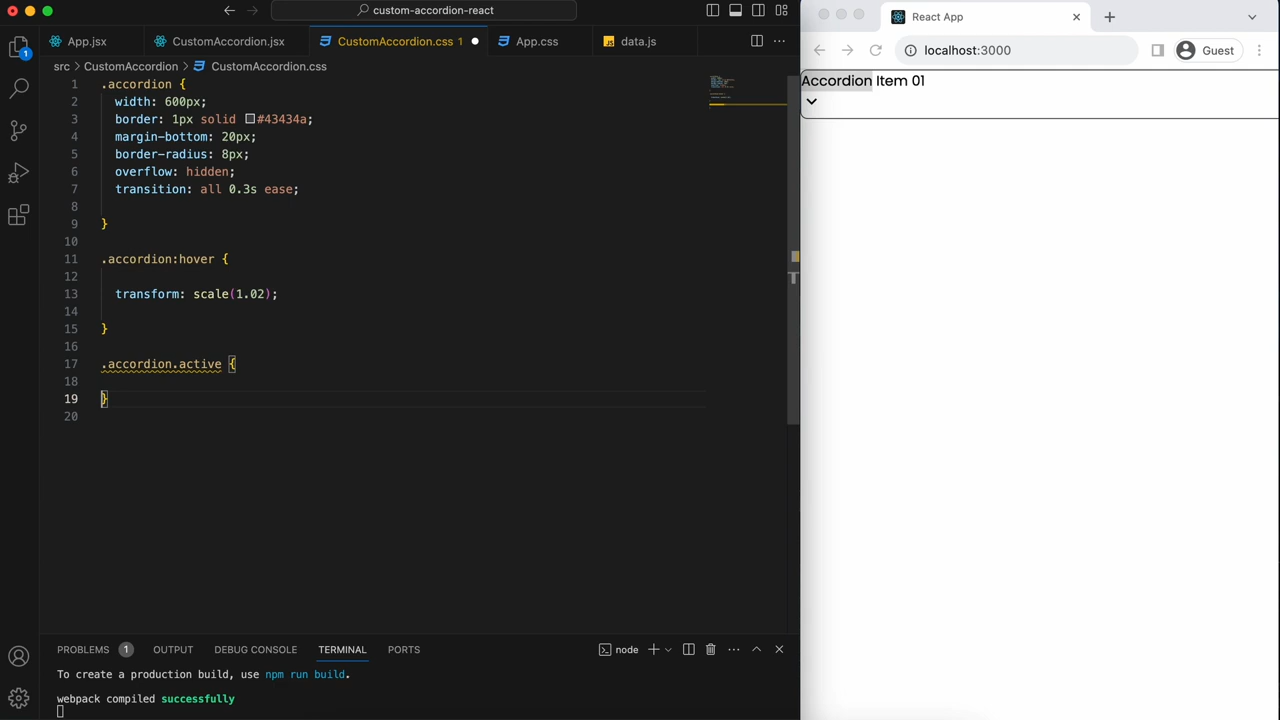 custom-accordion-react
App.jsx
CustomAccordion.jsx
CustomAccordion.css 1
App.css
data.js
src > CustomAccordion > CustomAccordion.css
1 .accordion {
2 width: 600px;
3 border: 1px solid #43434a;
4 margin-bottom: 20px;
5 border-radius: 8px;
6 overflow: hidden;
7 transition: all 0.3s ease;
8
9 }
10
11 .accordion:hover {
12
13 transform: scale(1.02);
14
15 }
16
17 .accordion.active {
18
19 }
20
1
PROBLEMS 1
OUTPUT
DEBUG CONSOLE
TERMINAL
PORTS
node
To create a production build, use npm run build.
webpack compiled successfully
React App
localhost:3000
Guest
Accordion Item 01